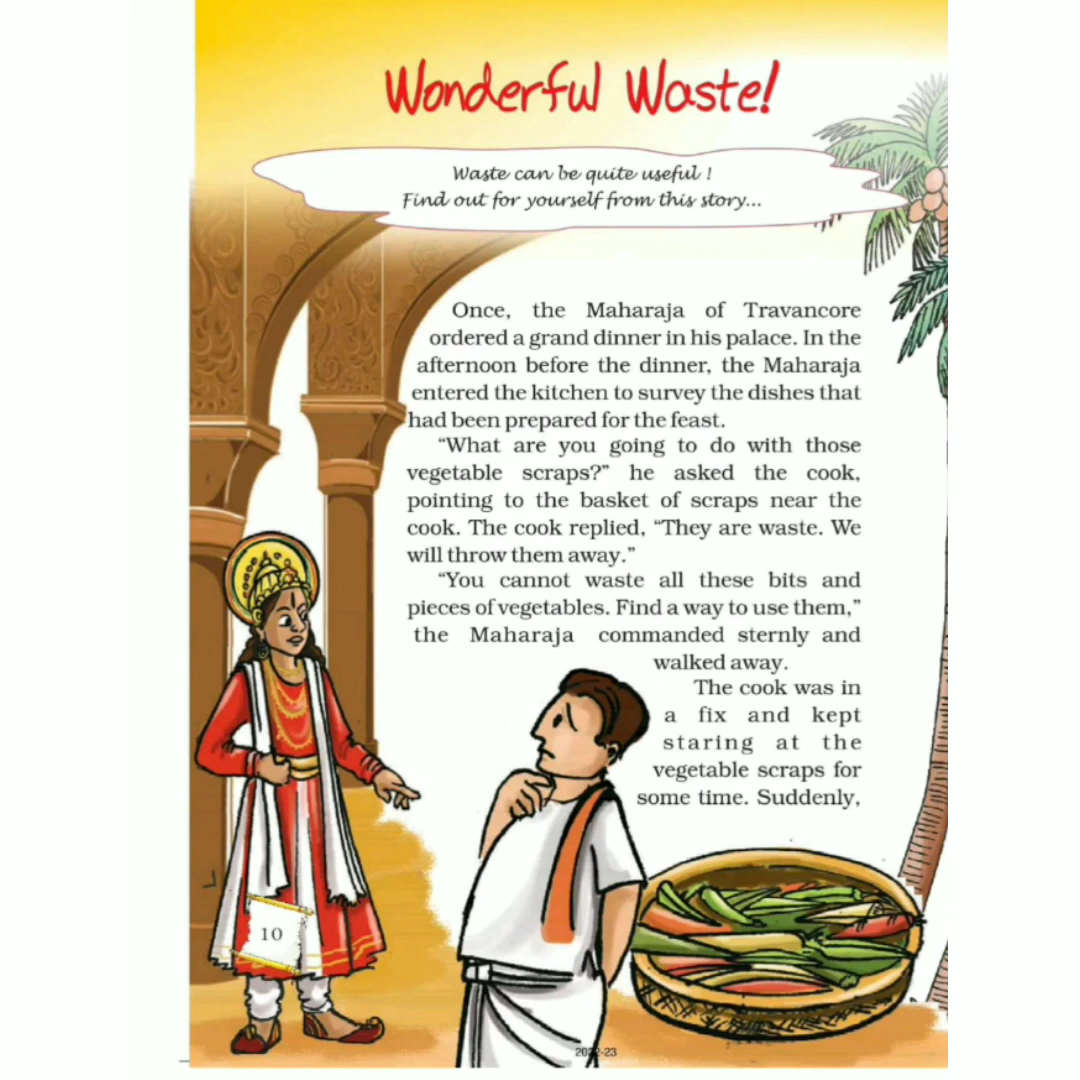 Wonderful Waste!
Waste can be quite useful !
Find out for yourself from this story...
Once, the Maharaja of Travancore
ordered a grand dinner in his palace. In the
afternoon before the dinner, the Maharaja
entered the kitchen to survey the dishes that
had been prepared for the feast.
“What are you going to do with those
vegetable scraps?” he asked the cook,
pointing to the basket of scraps near the
cook. The cook replied, “They are waste. We
will throw them away.”
“You cannot waste all these bits and
pieces of vegetables. Find a way to use them,”
the Maharaja commanded sternly and
walked away.
The cook was in
a fix and kept
staring at the
vegetable scraps for
some time. Suddenly,
10
2022-23